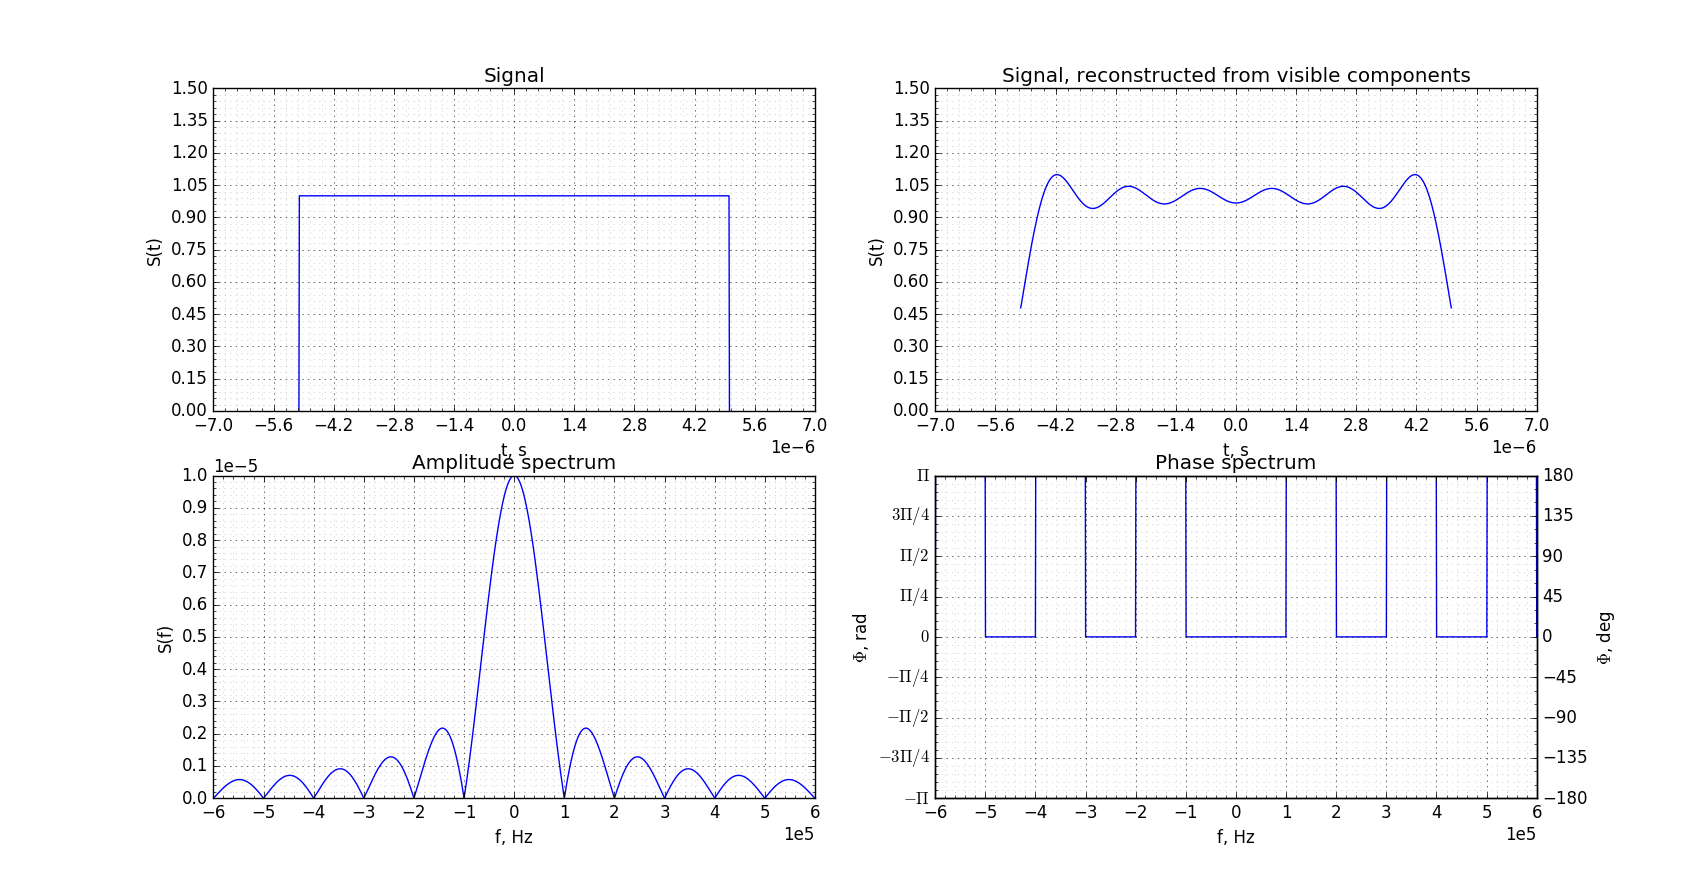 Signal
1.50
1.35
1.20
1.05
0.90
0.75
0.60
0.45
0.30
0.15
0.00
S(t)
−7.0 −5.6 −4.2 −2.8 −1.4 0.0 1.4 2.8 4.2 5.6 7.0
t, s
1e−6
Signal, reconstructed from visible components
1.50
1.35
1.20
1.05
0.90
0.75
0.60
0.45
0.30
0.15
0.00
S(t)
−7.0 −5.6 −4.2 −2.8 −1.4 0.0 1.4 2.8 4.2 5.6 7.0
t, s
1e−6
Amplitude spectrum
1e−5
1.0
0.9
0.8
0.7
0.6
0.5
0.4
0.3
0.2
0.1
0.0
S(f)
−6 −5 −4 −3 −2 −1 0 1 2 3 4 5 6
f, Hz
1e5
Phase spectrum
Π
3Π/4
Π/2
Π/4
0
−Π/4
−Π/2
−3Π/4
−Π
Φ, rad
180
135
90
45
0
−45
−90
−135
−180
Φ, deg
−6 −5 −4 −3 −2 −1 0 1 2 3 4 5 6
f, Hz
1e5